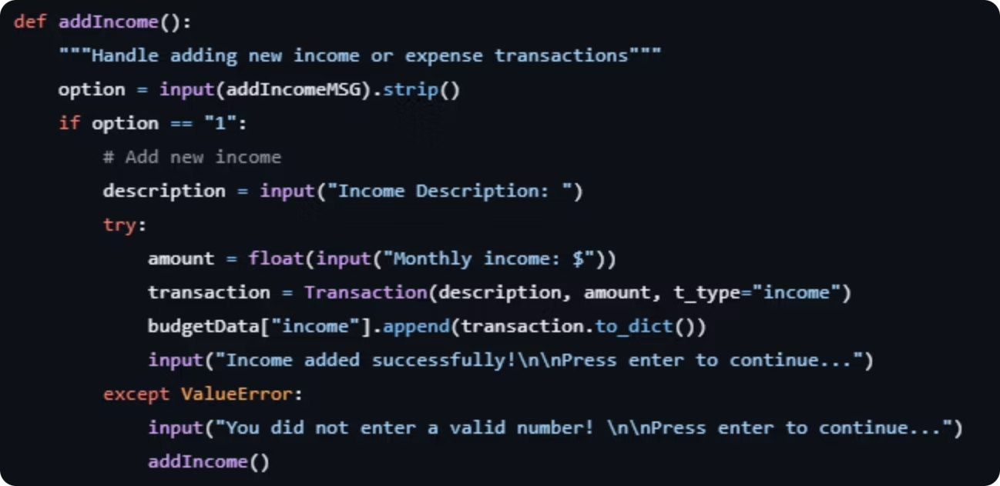 def addIncome():
    """Handle adding new income or expense transactions"""
    option = input(addIncomeMSG).strip()
    if option == "1":
        # Add new income
        description = input("Income Description: ")
        try:
            amount = float(input("Monthly income: $"))
            transaction = Transaction(description, amount, t_type="income")
            budgetData["income"].append(transaction.to_dict())
            input("Income added successfully!\n\nPress enter to continue...")
        except ValueError:
            input("You did not enter a valid number! \n\nPress enter to continue...")
            addIncome()